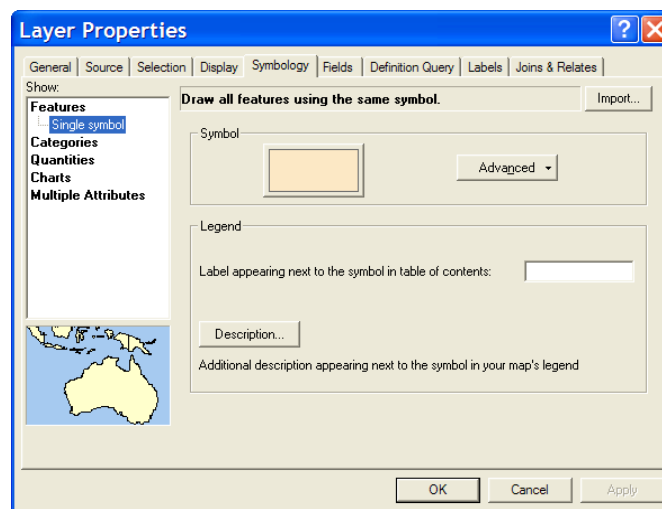 Layer Properties
General Source Selection Display Symbology Fields Definition Query Labels Joins & Relates
Show:
Features
Single symbol
Categories
Quantities
Charts
Multiple Attributes
Draw all features using the same symbol.
Import...
Symbol
Advanced
Legend
Label appearing next to the symbol in table of contents:
Description...
Additional description appearing next to the symbol in your map's legend
OK Cancel Apply